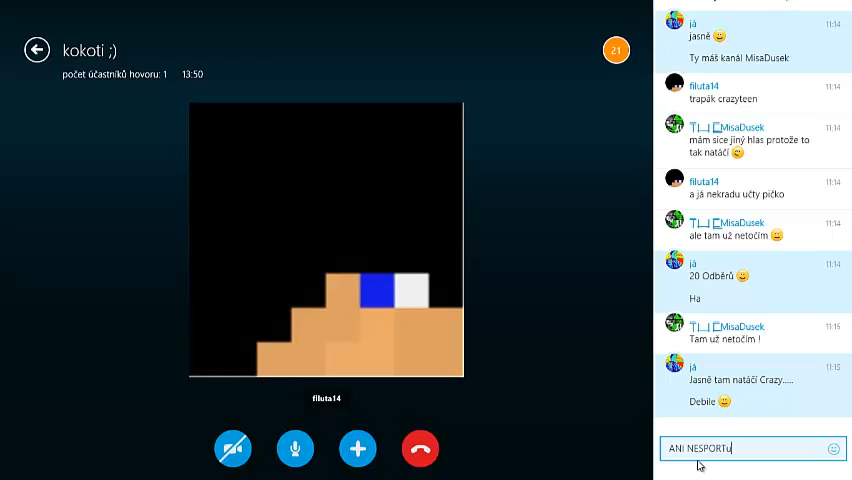 kokoti ;)
počet účastníků hovoru: 1 13:50
21
filuta14
já
11:14
jasně
Ty máš kanál MisaDusek
filuta14
11:14
trapák crazyteen
MisaDusek
11:14
mám sice jiný hlas protože to
tak natáčí
filuta14
11:14
a já nekradu učty pičko
MisaDusek
11:14
ale tam už netočím
já
11:14
20 Odběrů
Ha
MisaDusek
11:15
Tam už netočím !
já
11:15
Jasně tam natáčí Crazy.....
Debile
ANI NESPORTu